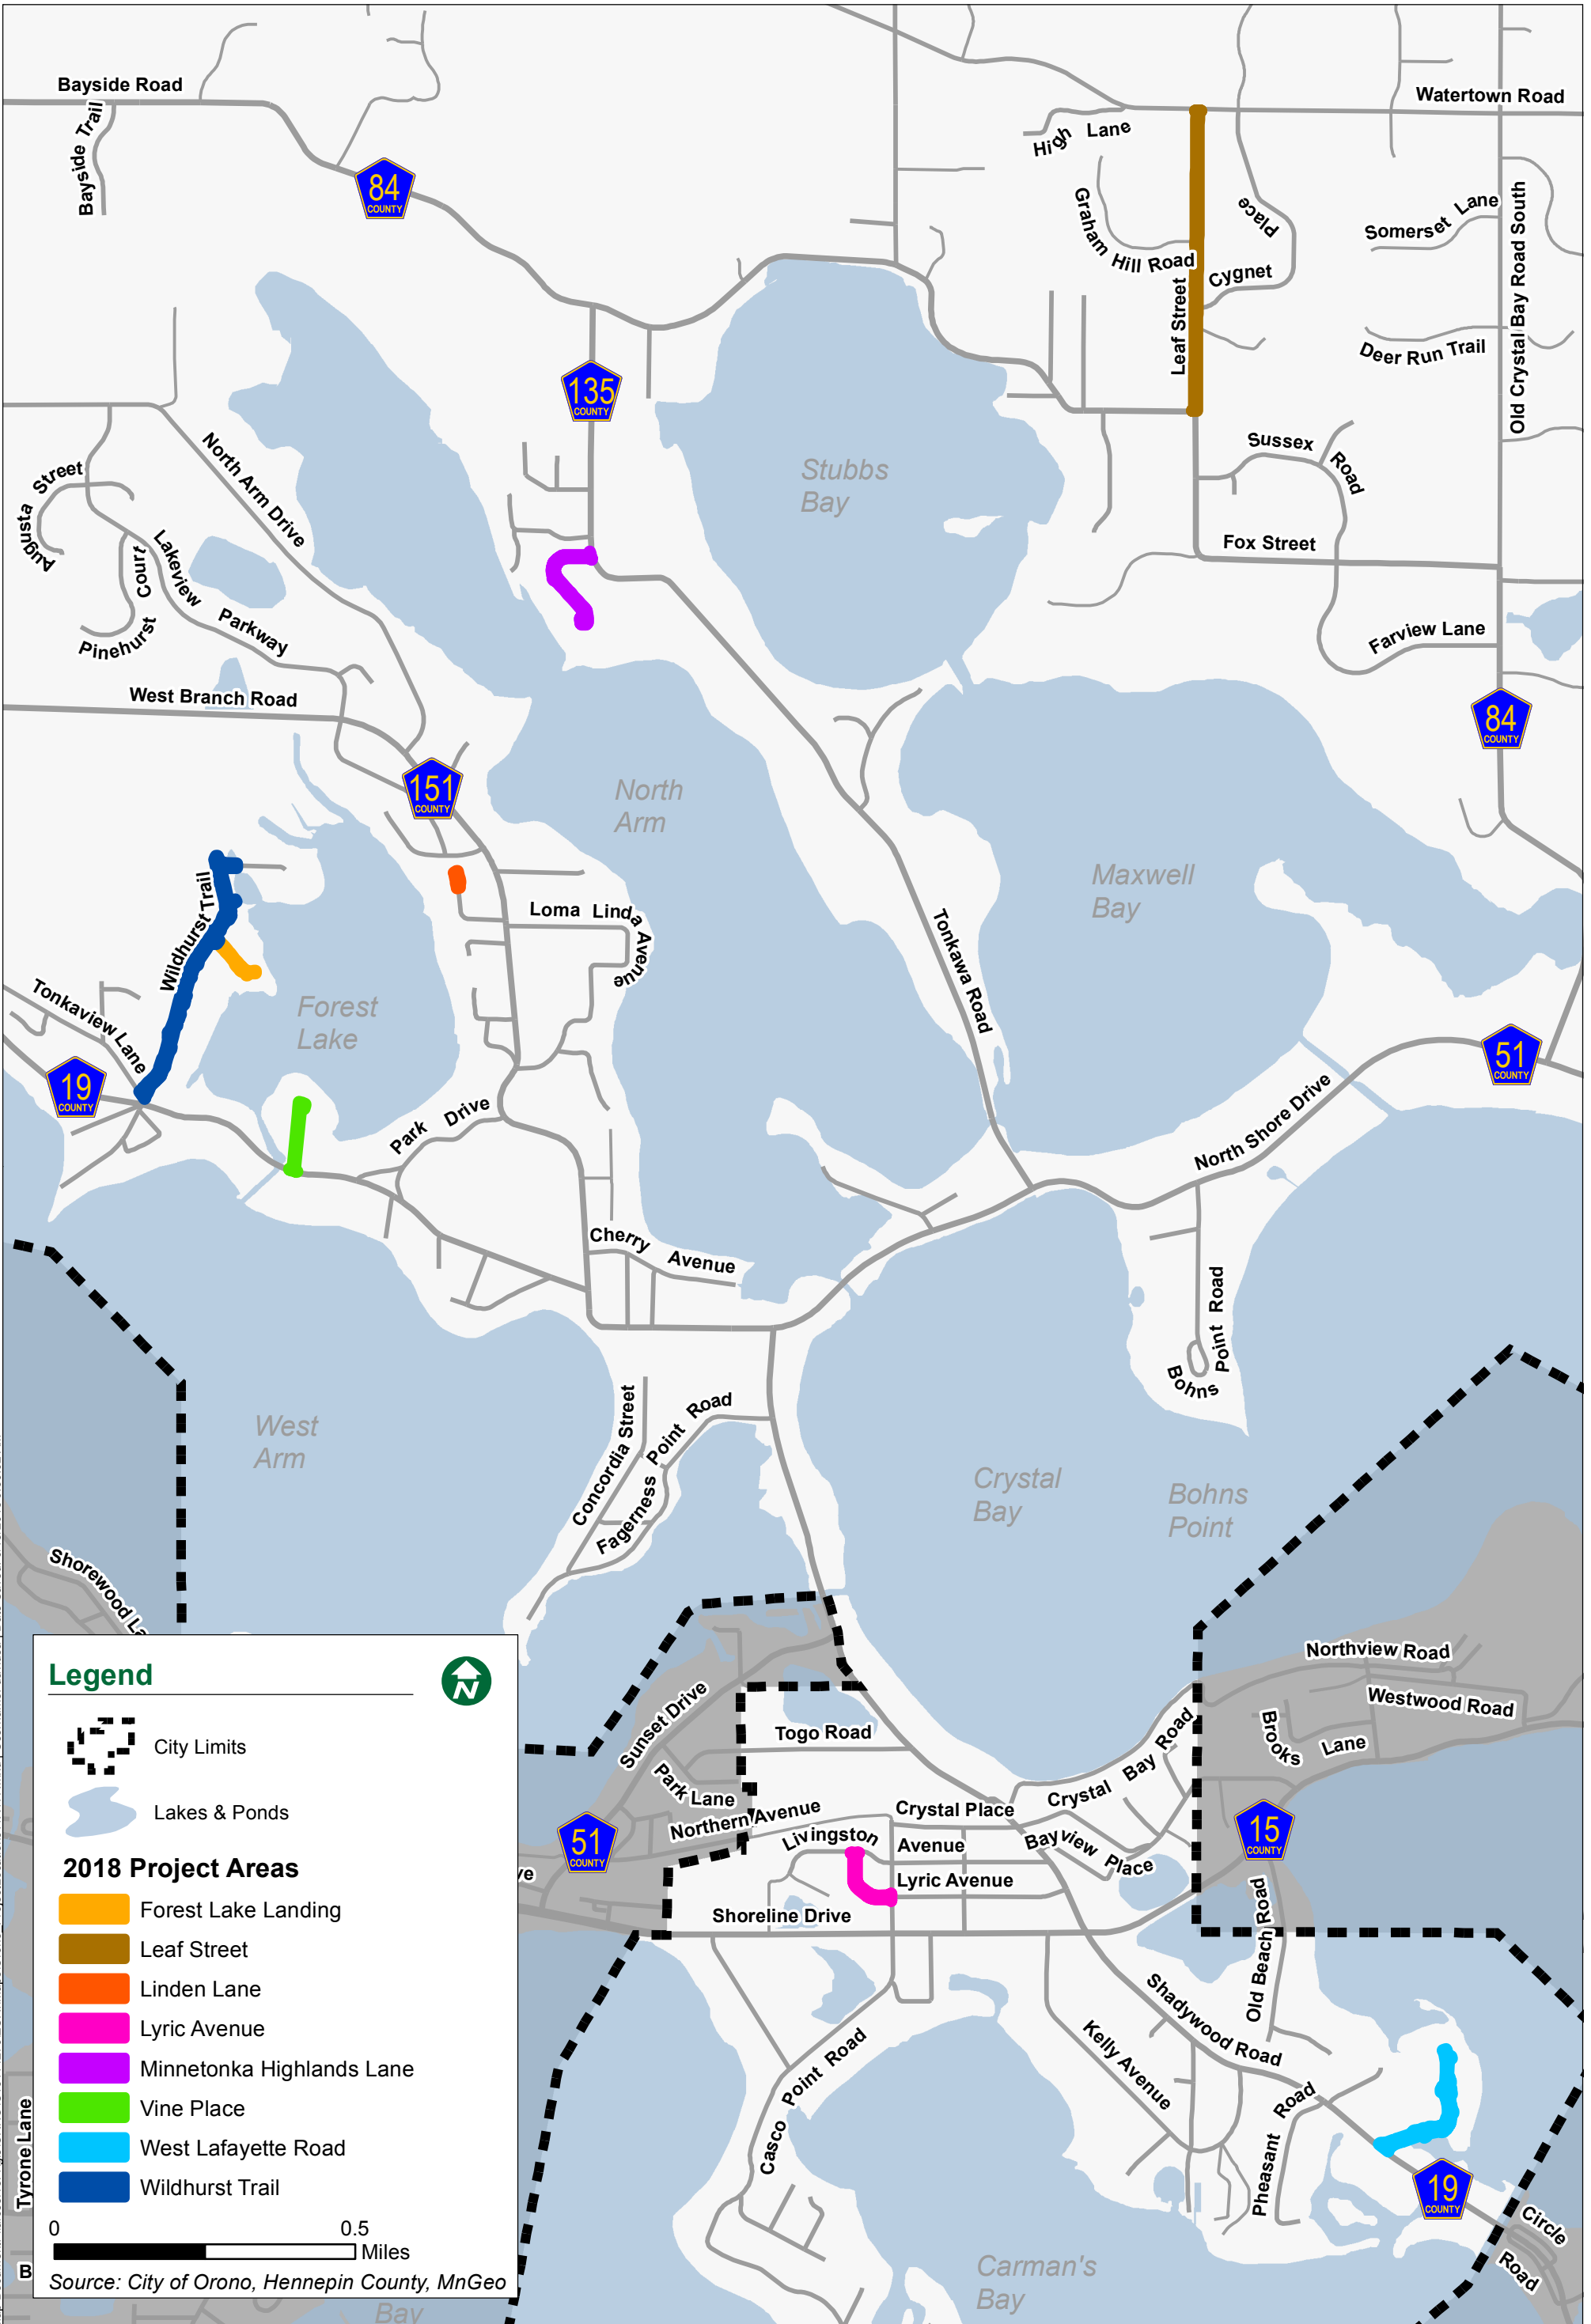 Bayside Road
Bayside Trail
84
COUNTY
Watertown Road
High Lane
Graham Hill Road
Place
Cygnet
Leaf Street
Somerset Lane
Deer Run Trail
Old Crystal Bay Road South
135
COUNTY
Stubbs
Bay
North Arm Drive
Augusta Street
Pinehurst Court
Lakeview Parkway
Sussex Road
Fox Street
Farview Lane
West Branch Road
84
COUNTY
151
COUNTY
North
Arm
Maxwell
Bay
Wildhurst Trail
Loma Linda Avenue
Tonkawa Road
Forest
Lake
Tonkaview Lane
19
COUNTY
51
COUNTY
Park Drive
North Shore Drive
Cherry Avenue
Bohns Point Road
West
Arm
Concordia Street
Fagerness Point Road
Crystal
Bay
Bohns
Point
Shorewood La
Northview Road
Westwood Road
Brooks Lane
Sunset Drive
Togo Road
Park Lane
Northern Avenue
Crystal Place
Crystal Bay Road
Livingston Avenue
Bayview Place
51
COUNTY
15
COUNTY
Lyric Avenue
Shoreline Drive
ve
Old Beach Road
Shadywood Road
Kelly Avenue
Casco Point Road
Pheasant Road
19
COUNTY
Circle Road
Carman's
Bay
Legend
N
City Limits
Lakes & Ponds
2018 Project Areas
Forest Lake Landing
Leaf Street
Linden Lane
Lyric Avenue
Minnetonka Highlands Lane
Vine Place
West Lafayette Road
Wildhurst Trail
0 0.5
Miles
Source: City of Orono, Hennepin County, MnGeo
Tyrone Lane
B
Bay